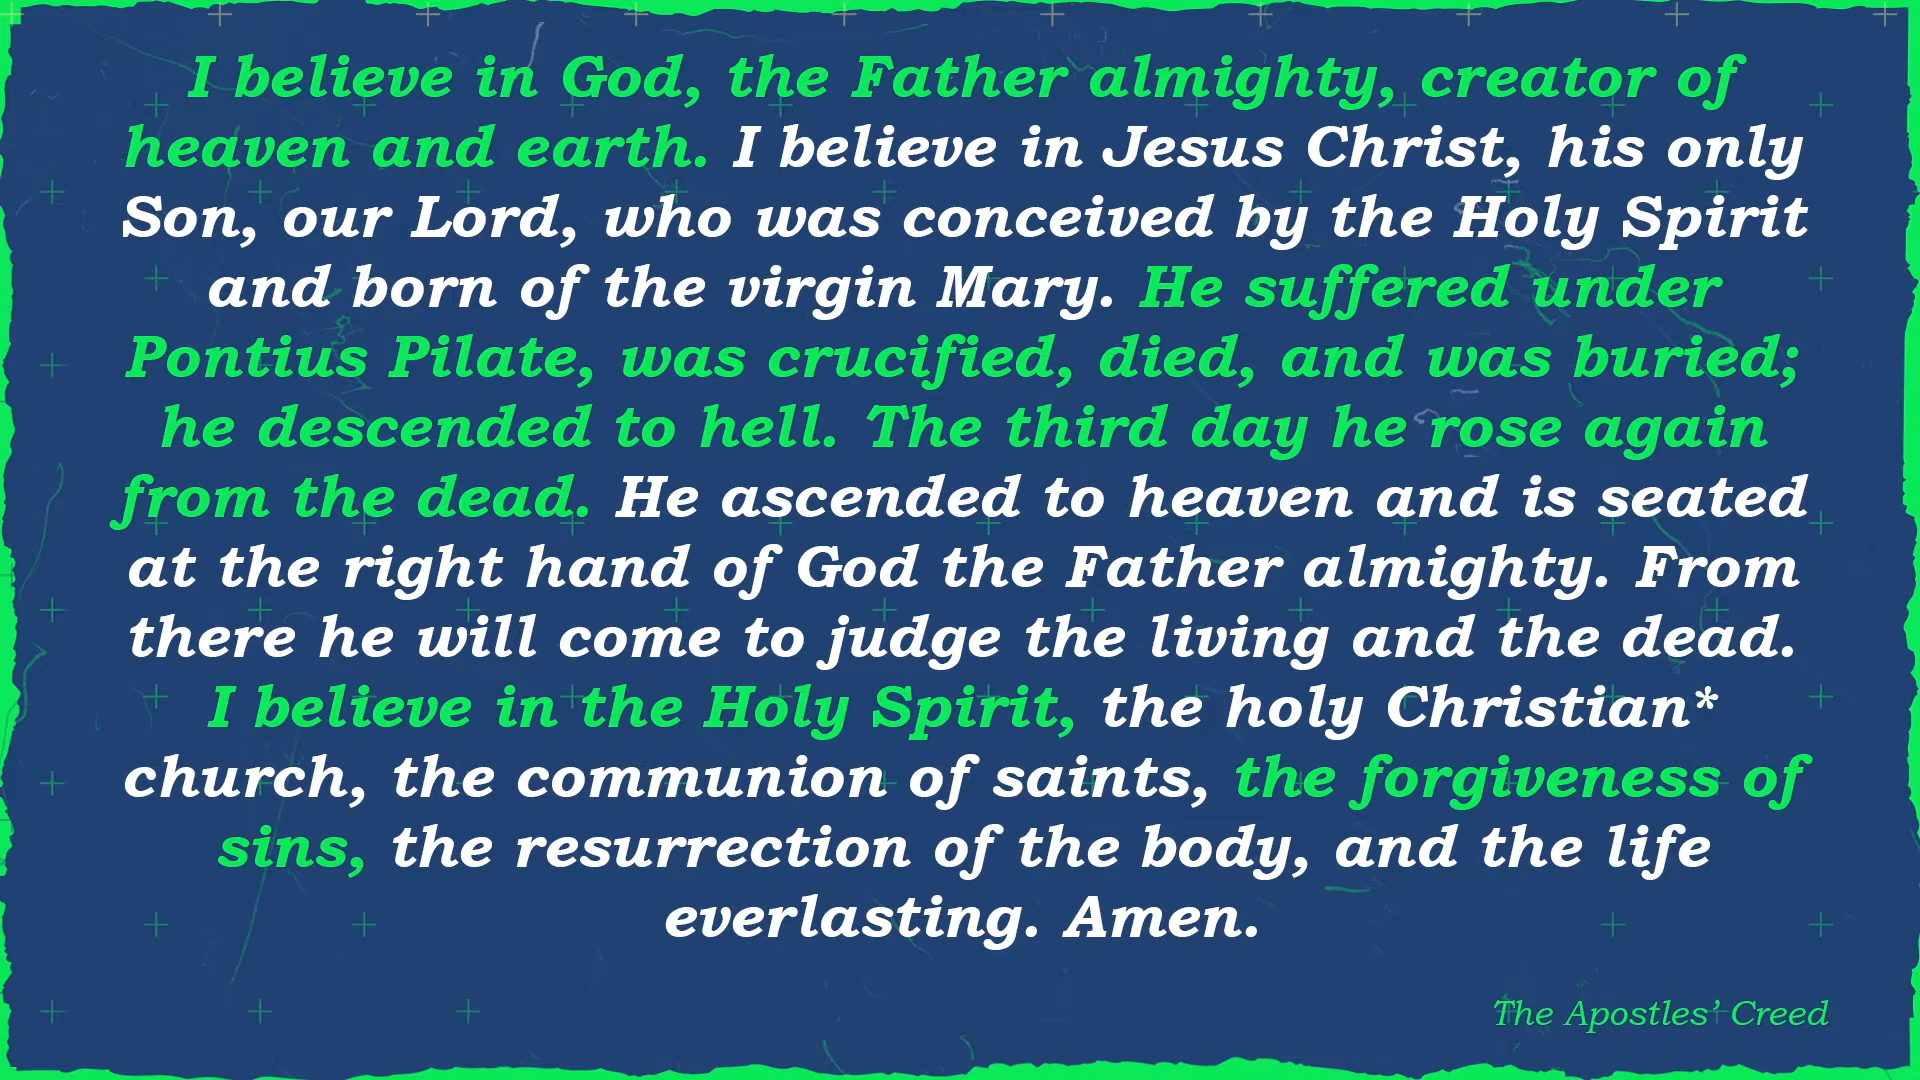 I believe in God, the Father almighty, creator of
heaven and earth. I believe in Jesus Christ, his only
Son, our Lord, who was conceived by the Holy Spirit
and born of the virgin Mary. He suffered under
Pontius Pilate, was crucified, died, and was buried;
he descended to hell. The third day he rose again
from the dead. He ascended to heaven and is seated
at the right hand of God the Father almighty. From
there he will come to judge the living and the dead.
I believe in the Holy Spirit, the holy Christian*
church, the communion of saints, the forgiveness of
sins, the resurrection of the body, and the life
everlasting. Amen.
The Apostles’ Creed